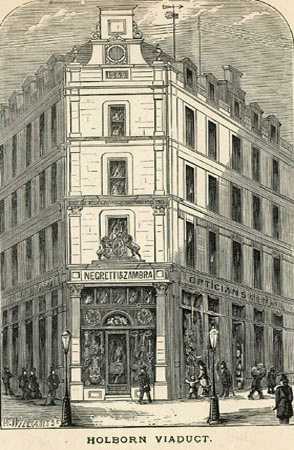 1869
NEGRETTI & ZAMBRA
OPTICIANS
HOLBORN VIADUCT.